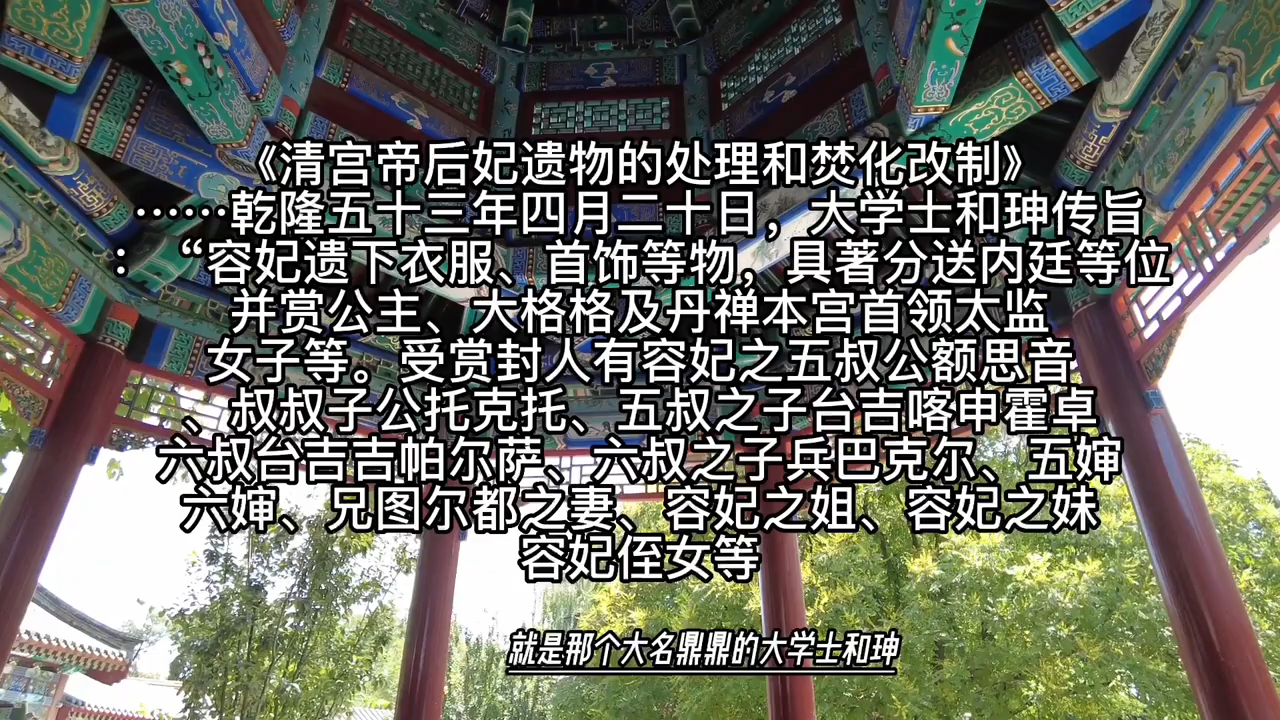 《清宫帝后妃遗物的处理和焚化改制》
……乾隆五十三年四月二十日，大学士和珅传旨
：“容妃遗下衣服、首饰等物，具著分送内廷等位
并赏公主、大格格及丹禅本宫首领太监
女子等。受赏封人有容妃之五叔公额思音
、叔叔子公托克托、五叔之子台吉喀申霍卓
六叔台吉吉帕尔萨、六叔之子兵巴克尔、五婶
六婶、兄图尔都之妻、容妃之姐、容妃之妹
容妃侄女等
就是那个大名鼎鼎的大学士和珅